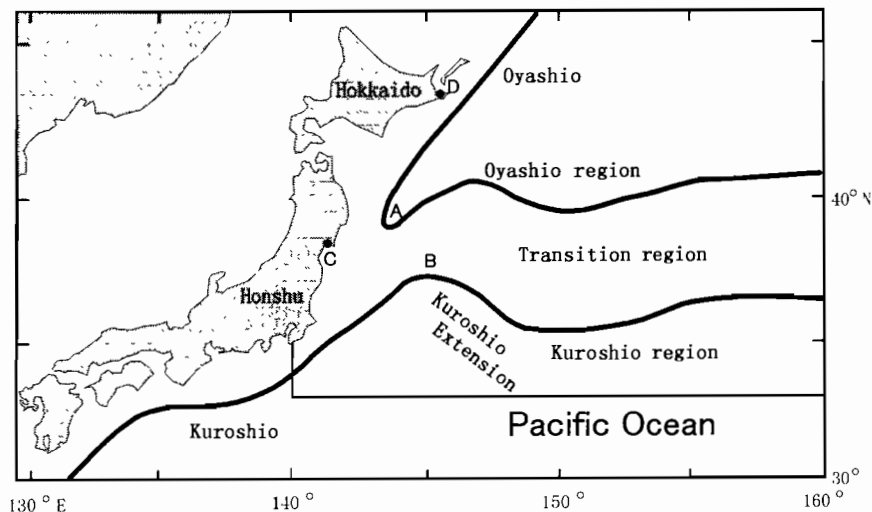 Oyashio
Hokkaido
D
Oyashio region
40° N
A
Transition region
C
B
Honshu
Kuroshio
Extension
Kuroshio region
Kuroshio
Pacific Ocean
30°
130 ° E
140 °
150 °
160 °